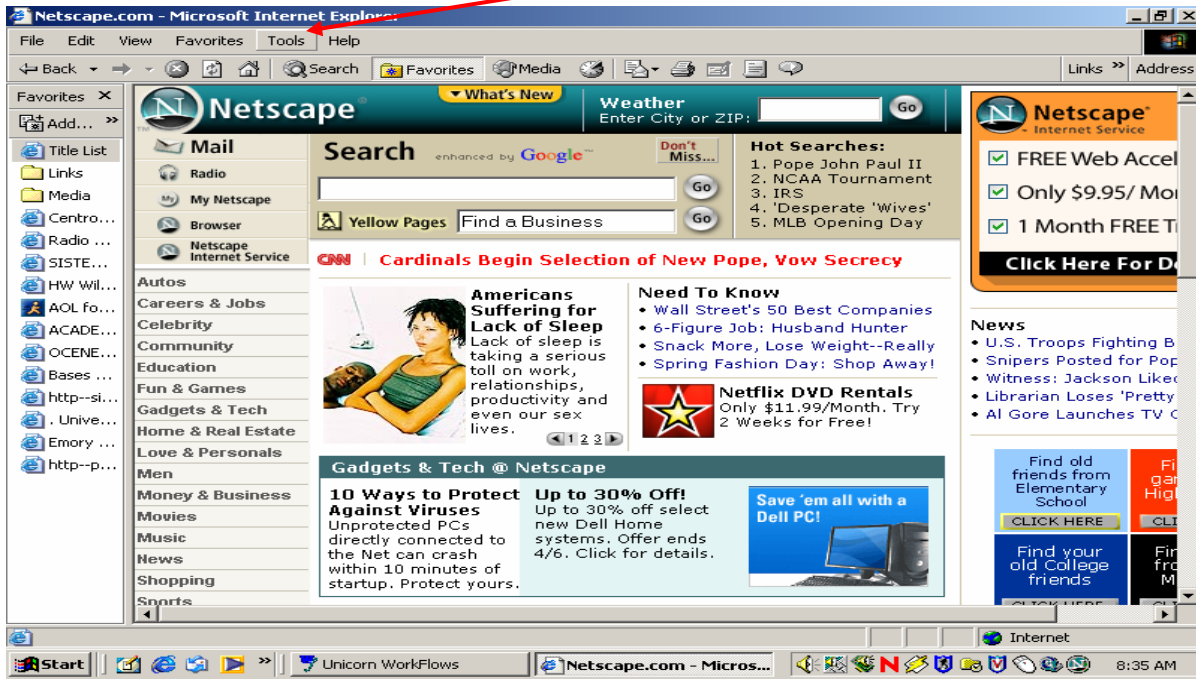 Netscape.com - Microsoft Internet Explorer
File Edit View Favorites Tools Help
Back Search Favorites Media Links » Address
Favorites ×
Add... »
Title List
Links
Media
Centro...
Radio ...
SISTE...
HW Wil...
AOL fo...
ACADE...
OCENE...
Bases ...
http--si...
. Unive...
Emory ...
http--p...
N Netscape®
TM
What's New
Weather
Enter City or ZIP: Go
Mail
Radio
My Netscape
Browser
Netscape
Internet Service
Autos
Careers & Jobs
Celebrity
Community
Education
Fun & Games
Gadgets & Tech
Home & Real Estate
Love & Personals
Men
Money & Business
Movies
Music
News
Shopping
Sports
Search enhanced by Google™
Go
Yellow Pages Find a Business Go
Don't
Miss...
Hot Searches:
1. Pope John Paul II
2. NCAA Tournament
3. IRS
4. 'Desperate 'Wives'
5. MLB Opening Day
CNN | Cardinals Begin Selection of New Pope, Vow Secrecy
Americans
Suffering for
Lack of Sleep
Lack of sleep is
taking a serious
toll on work,
relationships,
productivity and
even our sex
lives.
1 2 3
Need To Know
• Wall Street's 50 Best Companies
• 6-Figure Job: Husband Hunter
• Snack More, Lose Weight--Really
• Spring Fashion Day: Shop Away!
Netflix DVD Rentals
Only $11.99/Month. Try
2 Weeks for Free!
Gadgets & Tech @ Netscape
10 Ways to Protect
Against Viruses
Unprotected PCs
directly connected to
the Net can crash
within 10 minutes of
startup. Protect yours.
Up to 30% Off!
Up to 30% off select
new Dell Home
systems. Offer ends
4/6. Click for details.
Save 'em all with a
Dell PC!
N Netscape®
- Internet Service
FREE Web Accel
Only $9.95/ Mo
1 Month FREE T
Click Here For D
News
• U.S. Troops Fighting B
• Snipers Posted for Pop
• Witness: Jackson Liked
• Librarian Loses 'Pretty
• Al Gore Launches TV C
Find old
friends from
Elementary
School
CLICK HERE
Fi
gar
Higl
CLI
Find your
old College
friends
CLICK HERE
Fin
fro
M
Internet
Start » Unicorn WorkFlows Netscape.com - Micros... 8:35 AM